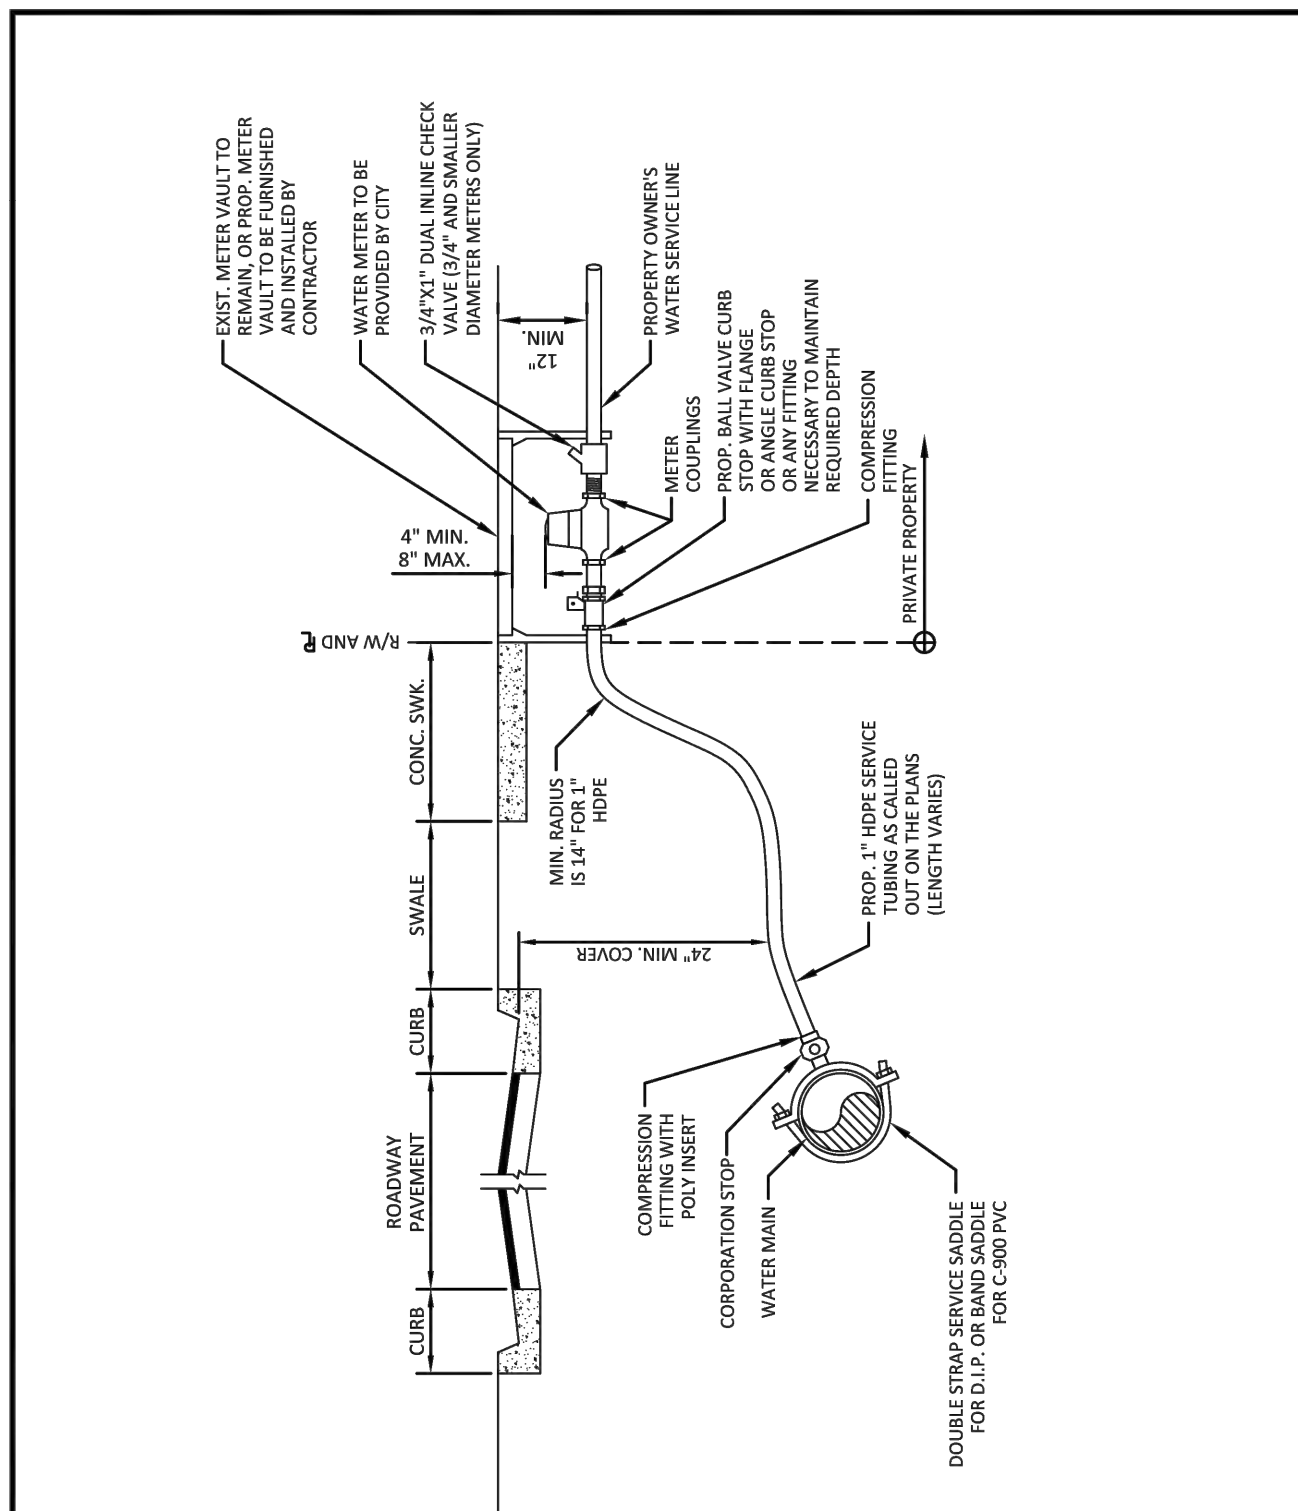 EXIST. METER VAULT TO
REMAIN, OR PROP. METER
VAULT TO BE FURNISHED
AND INSTALLED BY
CONTRACTOR
WATER METER TO BE
PROVIDED BY CITY
3/4"X1" DUAL INLINE CHECK
VALVE (3/4" AND SMALLER
DIAMETER METERS ONLY)
12"
MIN.
PROPERTY OWNER'S
WATER SERVICE LINE
4" MIN.
8" MAX.
METER
COUPLINGS
PROP. BALL VALVE CURB
STOP WITH FLANGE
OR ANGLE CURB STOP
OR ANY FITTING
NECESSARY TO MAINTAIN
REQUIRED DEPTH
COMPRESSION
FITTING
PRIVATE PROPERTY
R/W AND PL
CONC. SWK.
SWALE
CURB
ROADWAY
PAVEMENT
CURB
MIN. RADIUS
IS 14" FOR 1"
HDPE
24" MIN. COVER
PROP. 1" HDPE SERVICE
TUBING AS CALLED
OUT ON THE PLANS
(LENGTH VARIES)
COMPRESSION
FITTING WITH
POLY INSERT
CORPORATION STOP
WATER MAIN
DOUBLE STRAP SERVICE SADDLE
FOR D.I.P. OR BAND SADDLE
FOR C-900 PVC